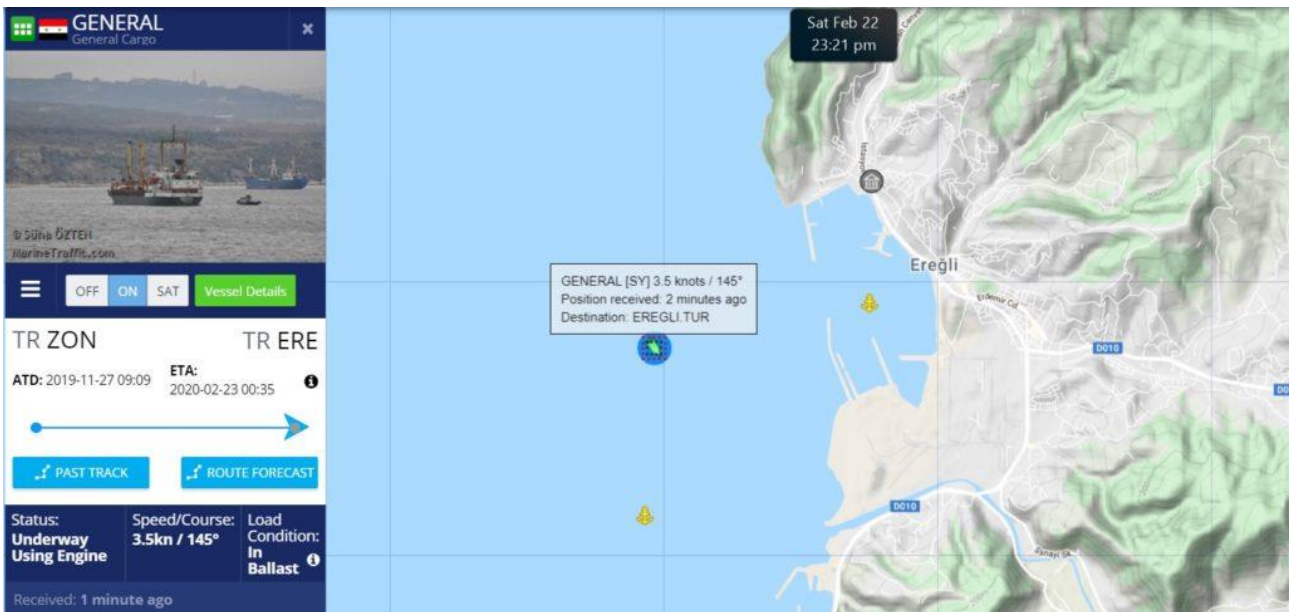 GENERAL
General Cargo
© Süha ÖZTEN
MarineTraffic.com
OFF ON SAT Vessel Details
TR ZON TR ERE
ATD: 2019-11-27 09:09
ETA:
2020-02-23 00:35
PAST TRACK
ROUTE FORECAST
Status:
Underway
Using Engine
Speed/Course:
3.5kn / 145°
Load
Condition:
In
Ballast
Received: 1 minute ago
Sat Feb 22
23:21 pm
GENERAL [SY] 3.5 knots / 145°
Position received: 2 minutes ago
Destination: EREGLI.TUR
Ereğli
Erdemir Cd.
D010
D010
Sanayi Sk.